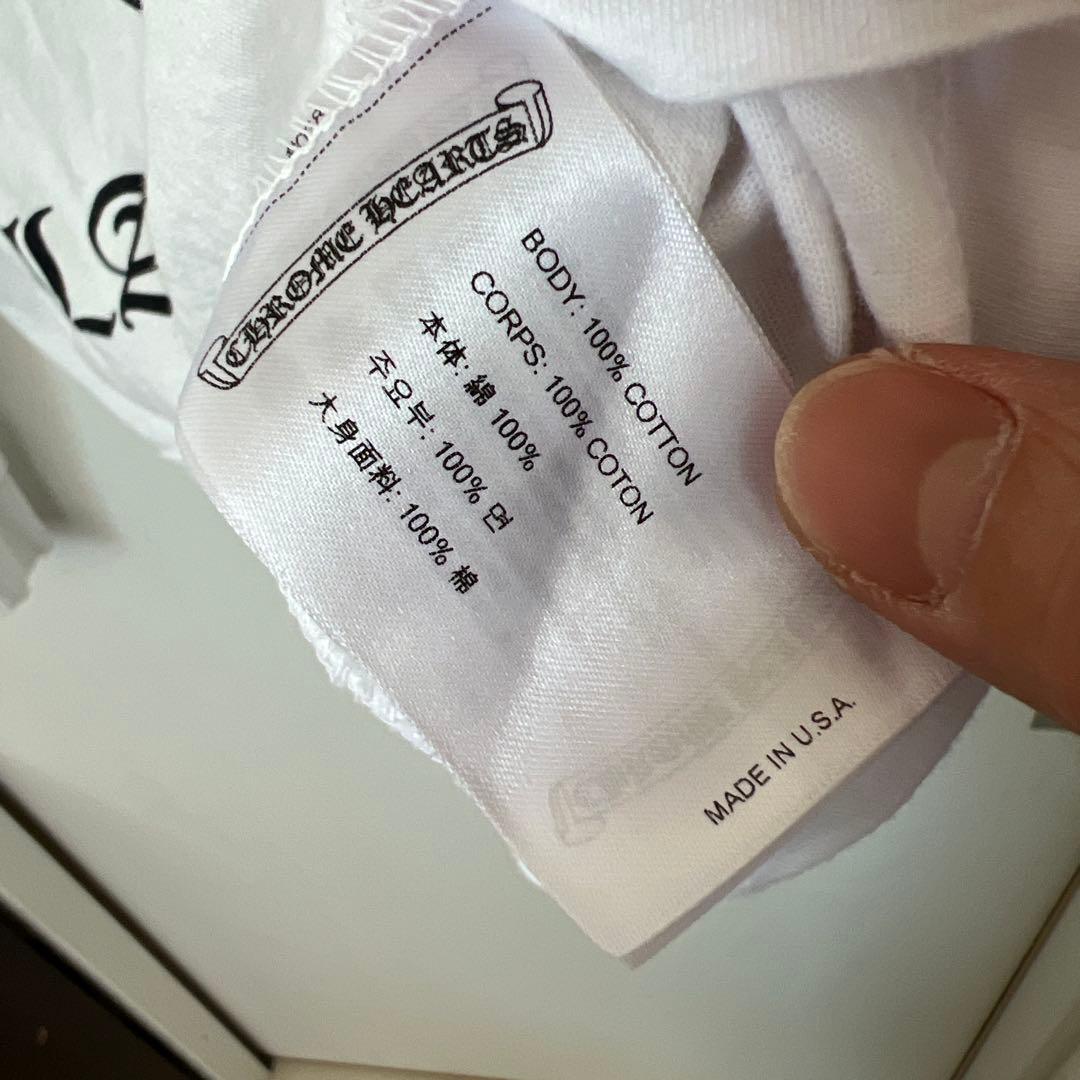 CHROME HEARTS
BODY: 100% COTTON
CORPS: 100% COTON
本体: 綿 100%
주요부: 100% 면
大身面料: 100% 棉
MADE IN U.S.A.